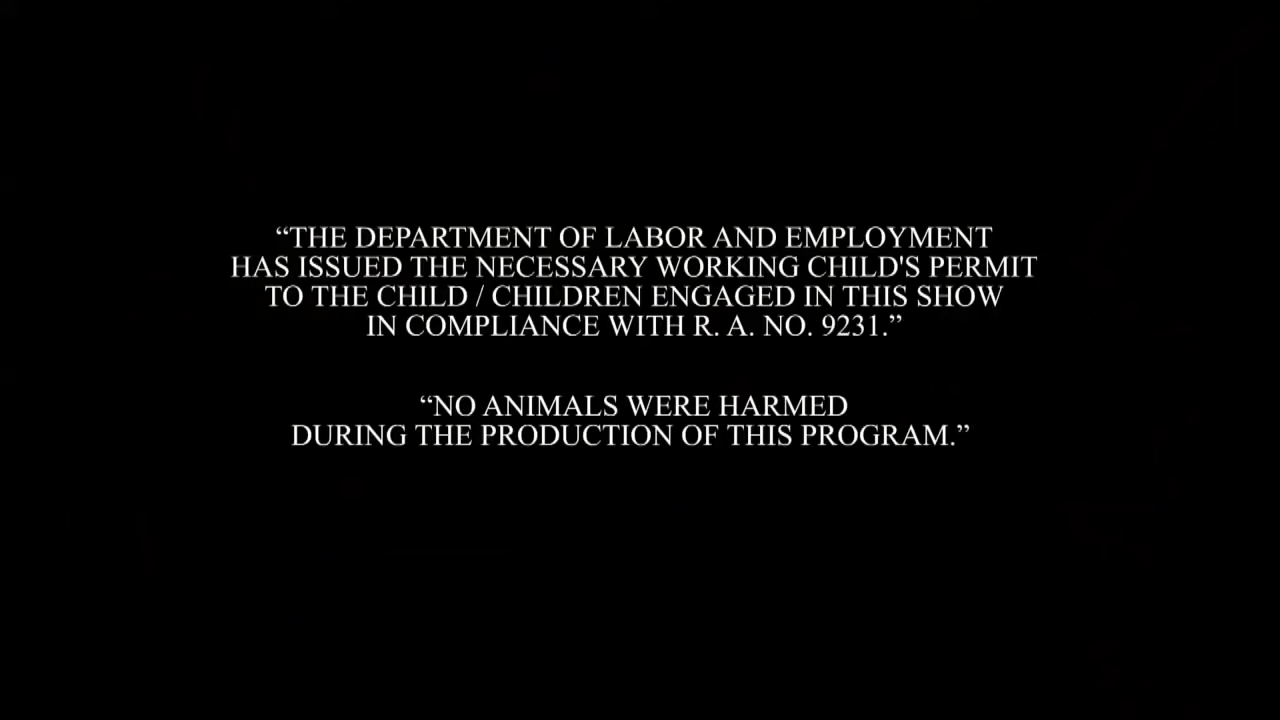 “THE DEPARTMENT OF LABOR AND EMPLOYMENT
HAS ISSUED THE NECESSARY WORKING CHILD'S PERMIT
TO THE CHILD / CHILDREN ENGAGED IN THIS SHOW
IN COMPLIANCE WITH R. A. NO. 9231.”
“NO ANIMALS WERE HARMED
DURING THE PRODUCTION OF THIS PROGRAM.”